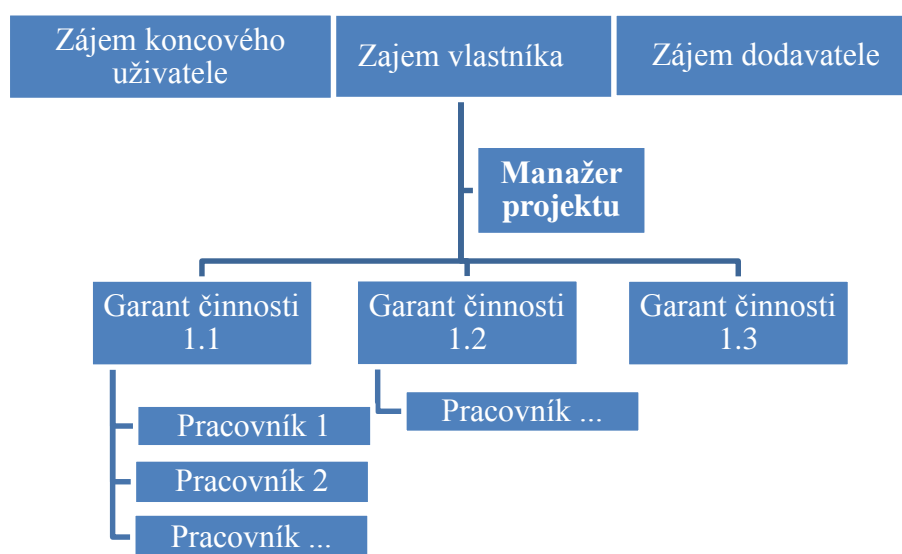 Zájem koncového
uživatele
Zajem vlastníka
Zájem dodavatele
Manažer
projektu
Garant činnosti
1.1
Garant činnosti
1.2
Garant činnosti
1.3
Pracovník 1
Pracovník 2
Pracovník ...
Pracovník ...